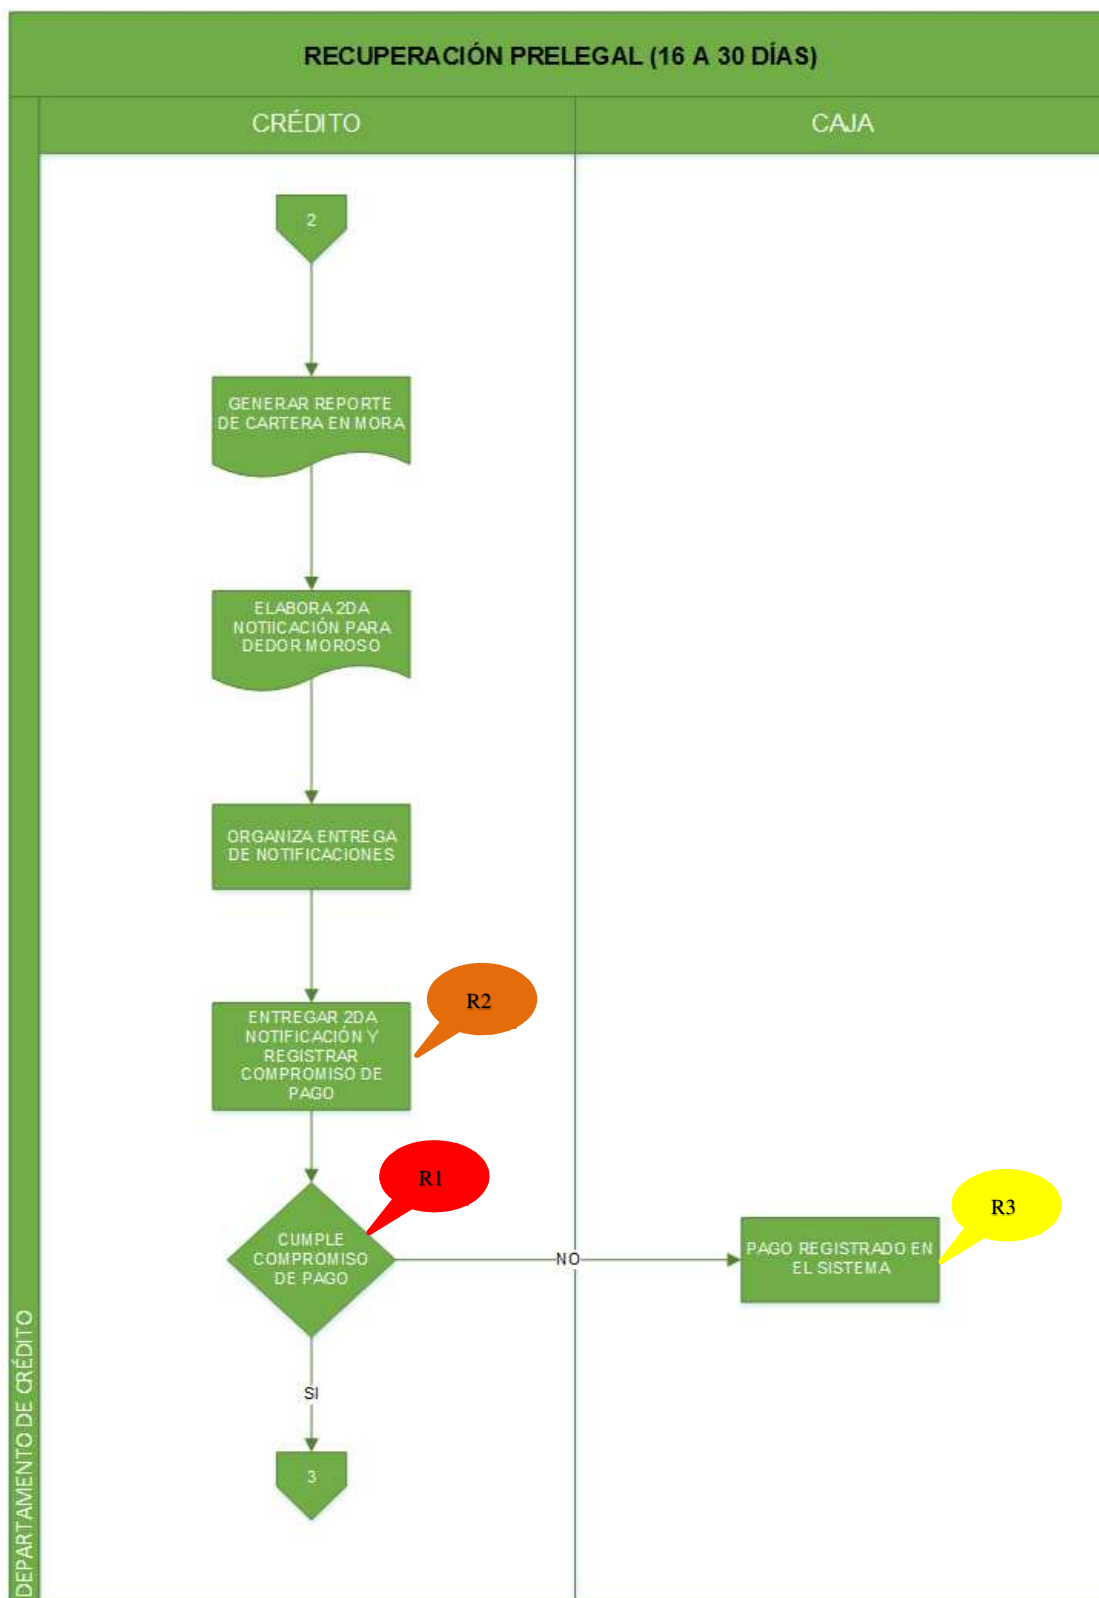 RECUPERACIÓN PRELEGAL (16 A 30 DÍAS)
CRÉDITO
CAJA
2
GENERAR REPORTE
DE CARTERA EN MORA
ELABORA 2DA
NOTIICACIÓN PARA
DEDOR MOROSO
ORGANIZA ENTREGA
DE NOTIFICACIONES
R2
ENTREGAR 2DA
NOTIFICACIÓN Y
REGISTRAR
COMPROMISO DE
PAGO
R1
CUMPLE
COMPROMISO
DE PAGO
NO
R3
PAGO REGISTRADO EN
EL SISTEMA
SI
3
DEPARTAMENTO DE CRÉDITO